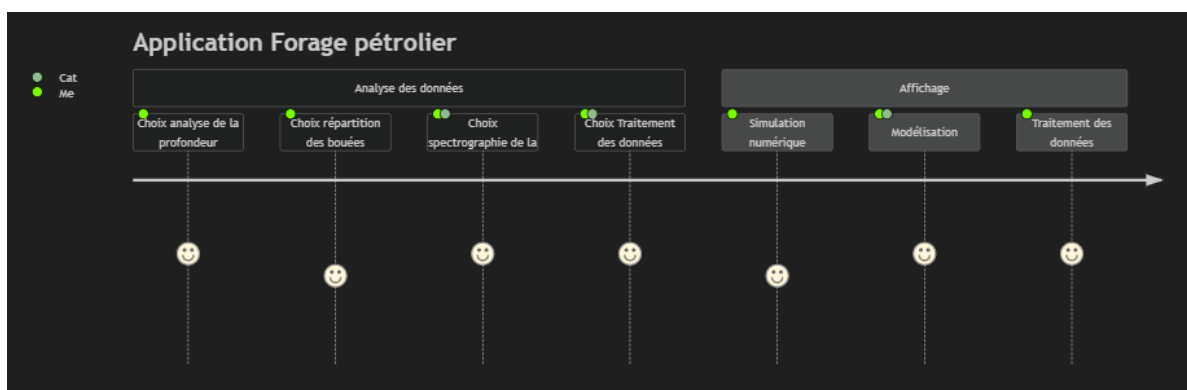 Application Forage pétrolier
Cat
Me
Analyse des données
Affichage
Choix analyse de la
profondeur
Choix répartition
des bouées
Choix
spectrographie de la
Choix Traitement
des données
Simulation
numérique
Modélisation
Traitement des
données